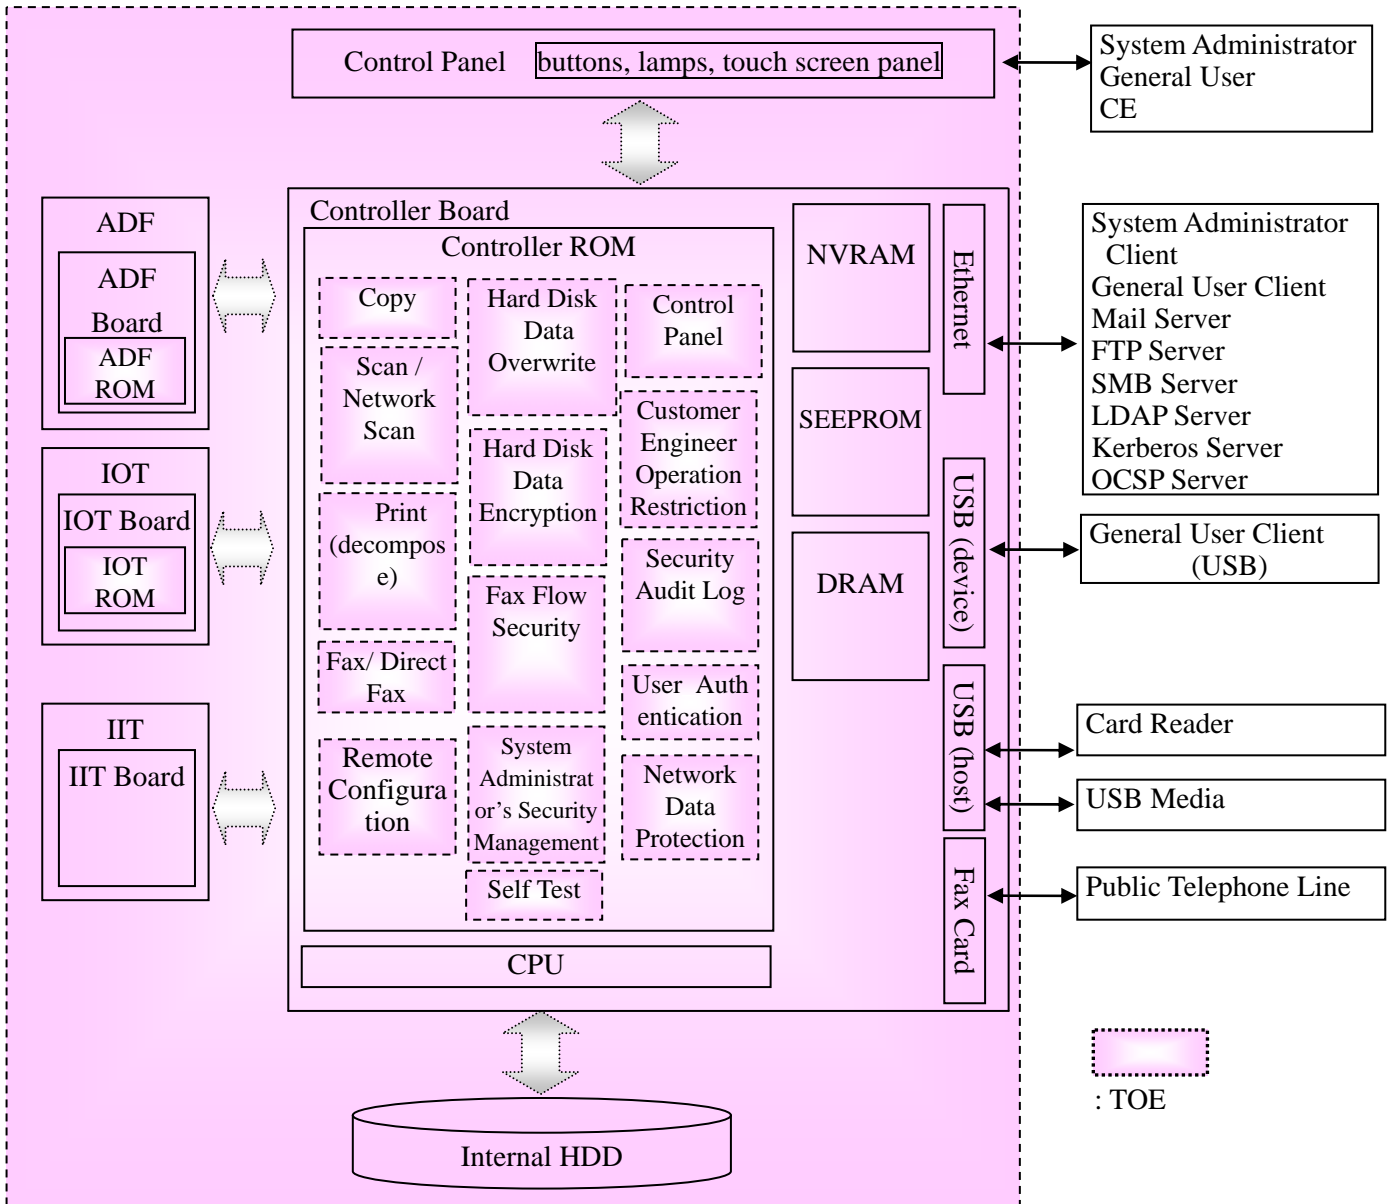 Control Panel
buttons, lamps, touch screen panel
System Administrator
General User
CE
ADF
ADF
Board
ADF
ROM
IOT
IOT Board
IOT
ROM
IIT
IIT Board
Controller Board
Controller ROM
Copy
Scan /
Network
Scan
Print
(decompos
e)
Fax/ Direct
Fax
Remote
Configura
tion
Hard Disk
Data
Overwrite
Hard Disk
Data
Encryption
Fax Flow
Security
System
Administrat
or's Security
Management
Self Test
Control
Panel
Customer
Engineer
Operation
Restriction
Security
Audit Log
User Auth
entication
Network
Data
Protection
CPU
NVRAM
SEEPROM
DRAM
Ethernet
USB (device)
USB (host)
Fax Card
System Administrator
Client
General User Client
Mail Server
FTP Server
SMB Server
LDAP Server
Kerberos Server
OCSP Server
General User Client
(USB)
Card Reader
USB Media
Public Telephone Line
Internal HDD
: TOE